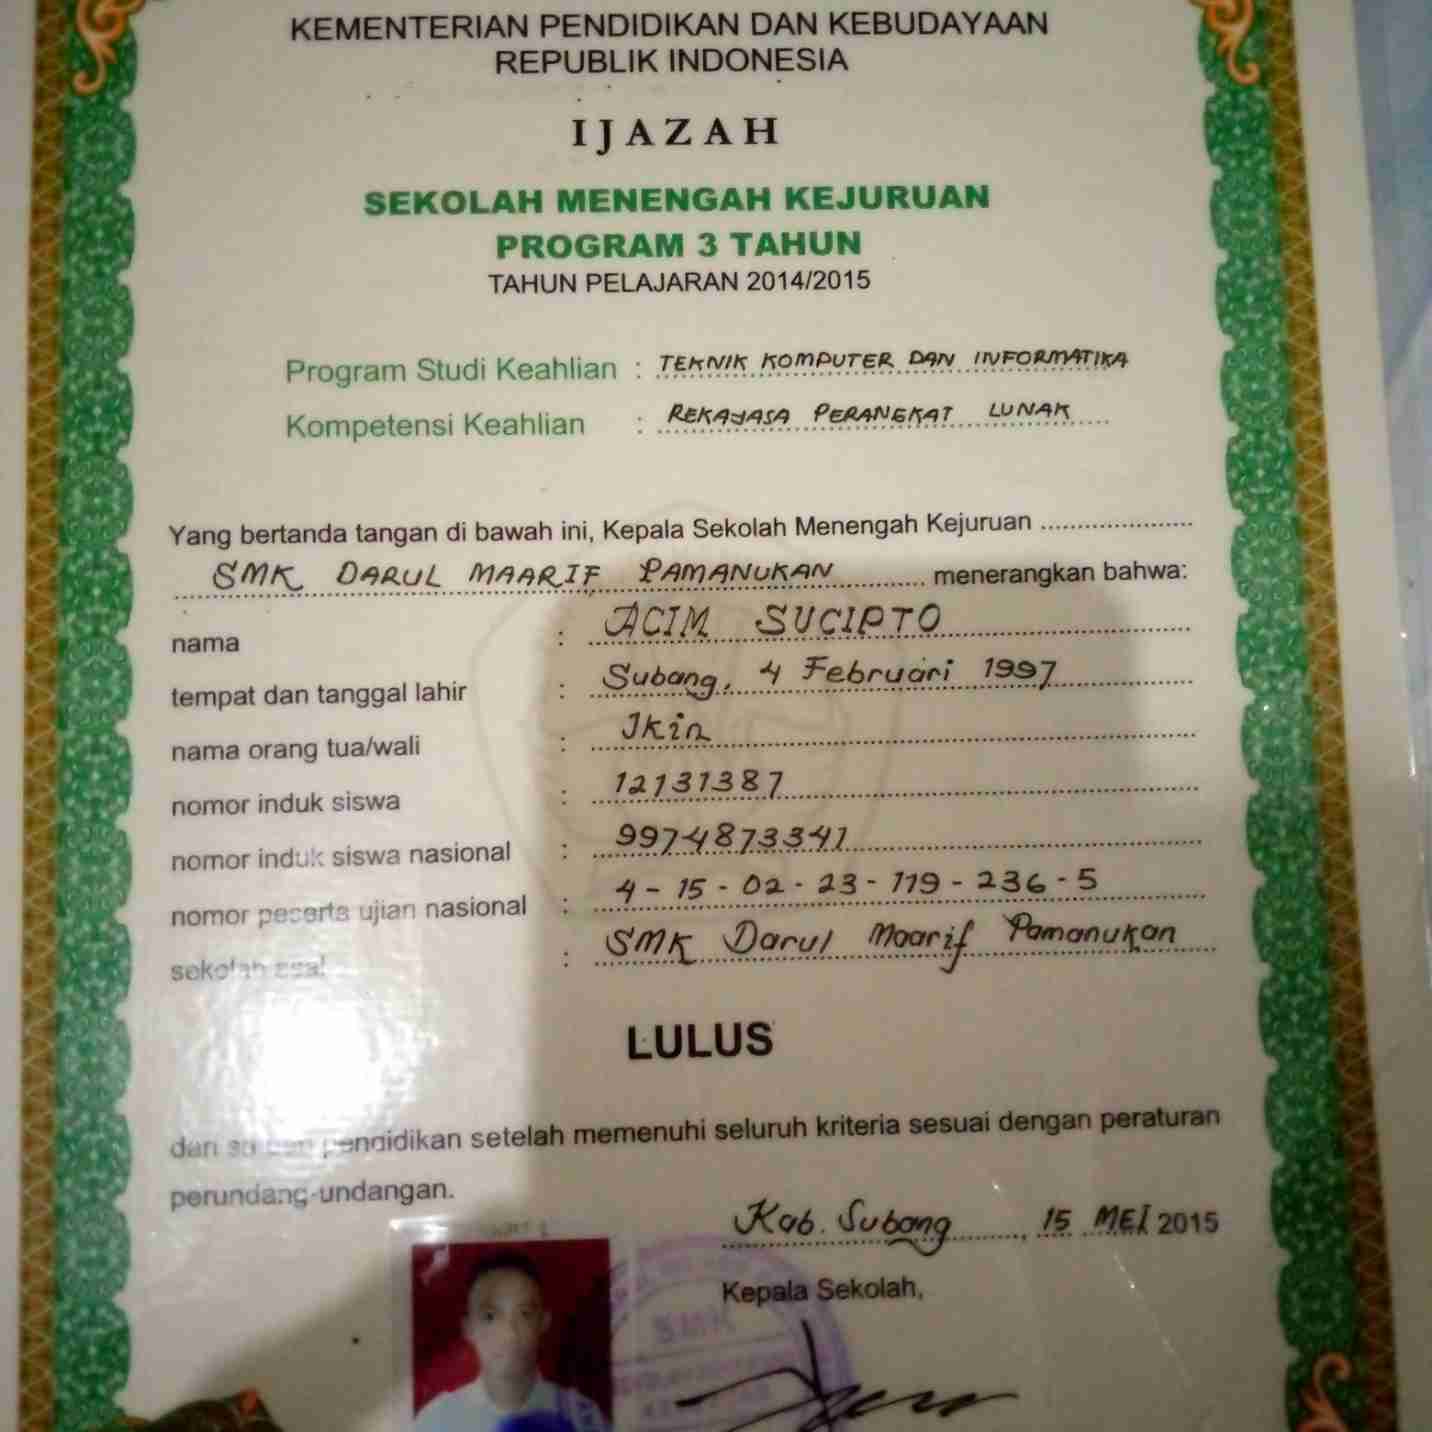 KEMENTERIAN PENDIDIKAN DAN KEBUDAYAAN
REPUBLIK INDONESIA
IJAZAH
SEKOLAH MENENGAH KEJURUAN
PROGRAM 3 TAHUN
TAHUN PELAJARAN 2014/2015
Program Studi Keahlian : TEKNIK KOMPUTER DAN INFORMATIKA
Kompetensi Keahlian : REKAYASA PERANGKAT LUNAK
Yang bertanda tangan di bawah ini, Kepala Sekolah Menengah Kejuruan
SMK DARUL MAARIF PAMANUKAN menerangkan bahwa:
nama : ACIM SUCIPTO
tempat dan tanggal lahir : Subang, 4 Februari 1997
nama orang tua/wali : Ikin
nomor induk siswa : 12131387
nomor induk siswa nasional : 9974873341
nomor peserta ujian nasional : 4-15-02-23-119-236-5
sekolah asal : SMK Darul Maarif Pamanukan
LULUS
dari satuan pendidikan setelah memenuhi seluruh kriteria sesuai dengan peraturan
perundang-undangan.
Kab. Subang, 15 MEI 2015
Kepala Sekolah,
SMK